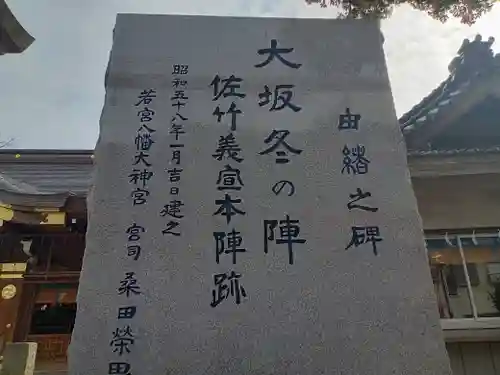 由緒之碑
大坂冬の陣
佐竹義宣本陣跡
昭和五十八年一月吉日建之
若宮八幡大神宮 宮司 桑田榮田